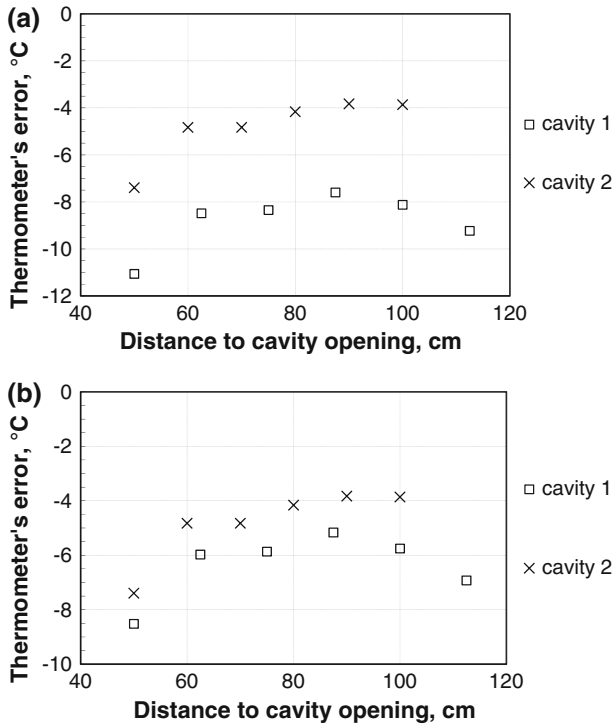 (a)
Thermometer's error, °C
0
-2
-4
-6
-8
-10
-12
40
60
80
100
120
Distance to cavity opening, cm
cavity 1
cavity 2
(b)
Thermometer's error, °C
0
-2
-4
-6
-8
-10
40
60
80
100
120
Distance to cavity opening, cm
cavity 1
cavity 2